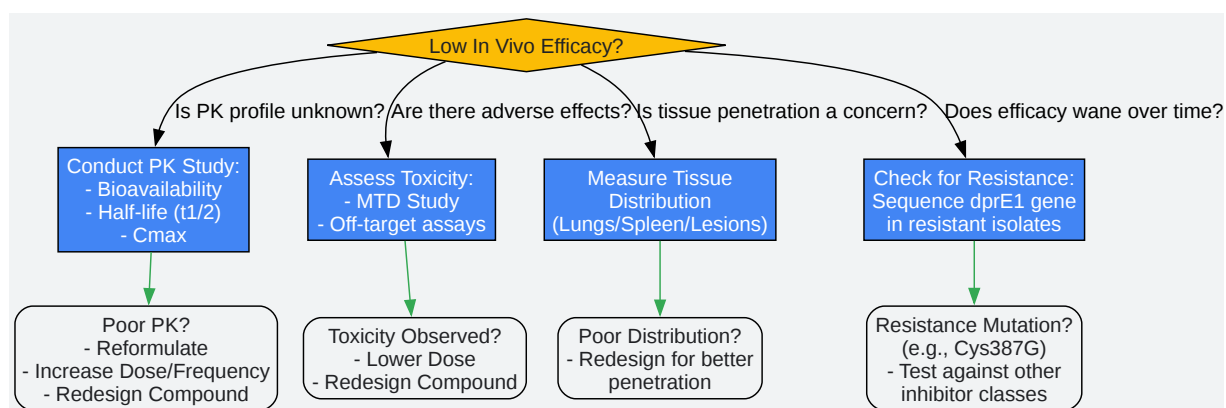 Low In Vivo Efficacy?
Is PK profile unknown?
Are there adverse effects?
Is tissue penetration a concern?
Does efficacy wane over time?
Conduct PK Study:
- Bioavailability
- Half-life (t1/2)
- Cmax
Assess Toxicity:
- MTD Study
- Off-target assays
Measure Tissue
Distribution
(Lungs/Spleen/Lesions)
Check for Resistance:
Sequence dprE1 gene
in resistant isolates
Poor PK?
- Reformulate
- Increase Dose/Frequency
- Redesign Compound
Toxicity Observed?
- Lower Dose
- Redesign Compound
Poor Distribution?
- Redesign for better
penetration
Resistance Mutation?
(e.g., Cys387G)
- Test against other
inhibitor classes